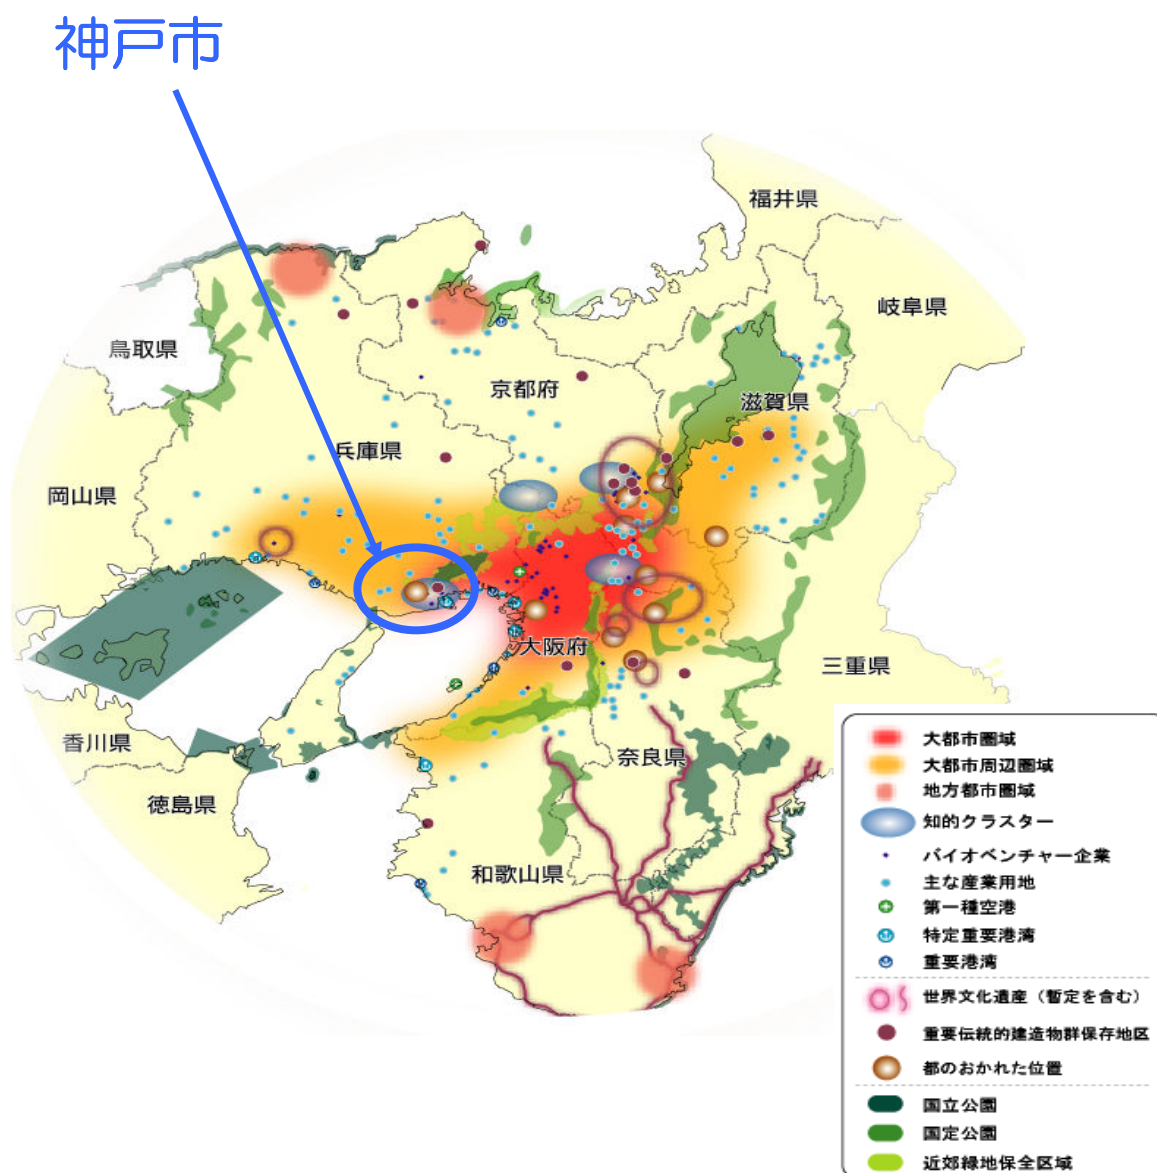 神戸市
福井県
岐阜県
鳥取県
京都府
滋賀県
兵庫県
岡山県
大阪府
三重県
香川県
奈良県
徳島県
和歌山県
大都市圏域
大都市周辺圏域
地方都市圏域
知的クラスター
バイオベンチャー企業
主な産業用地
第一種空港
特定重要港湾
重要港湾
世界文化遺産（暫定を含む）
重要伝統的建造物群保存地区
都のおかれた位置
国立公園
国定公園
近郊緑地保全区域